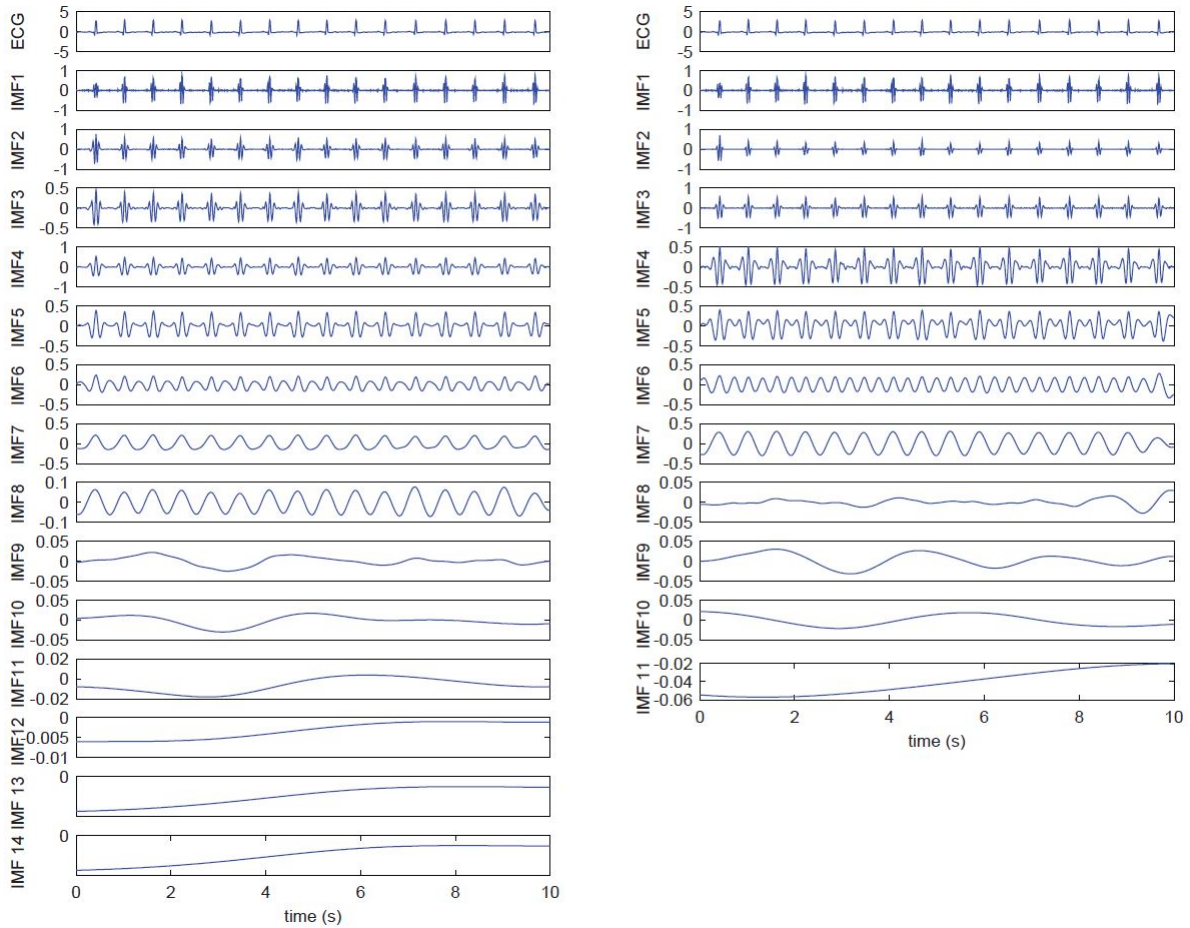 ECG
5
0
-5
IMF1
1
0
-1
IMF2
1
0
-1
IMF3
0.5
0
-0.5
IMF4
1
0
-1
IMF5
0.5
0
-0.5
IMF6
0.5
0
-0.5
IMF7
0.5
0
-0.5
IMF8
0.1
0
-0.1
IMF9
0.05
0
-0.05
IMF10
0.05
0
-0.05
IMF11
0.02
0
-0.02
IMF12
0
-0.005
-0.01
IMF 13
0
IMF 14
0
0 2 4 6 8 10
time (s)
ECG
5
0
-5
IMF1
1
0
-1
IMF2
1
0
-1
IMF3
1
0
-1
IMF4
0.5
0
-0.5
IMF5
0.5
0
-0.5
IMF6
0.5
0
-0.5
IMF7
0.5
0
-0.5
IMF8
0.05
0
-0.05
IMF9
0.05
0
-0.05
IMF10
0.05
0
-0.05
IMF 11
-0.02
-0.04
-0.06
0 2 4 6 8 10
time (s)